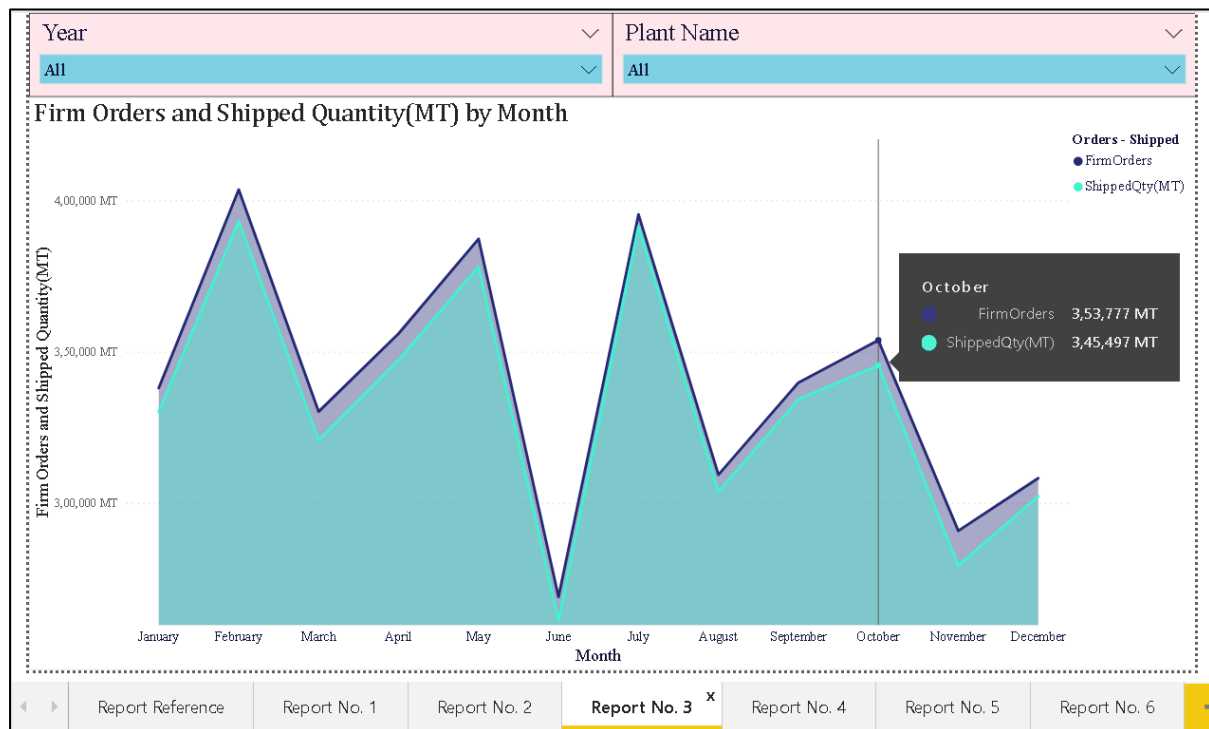 Year
Plant Name
All
All
Firm Orders and Shipped Quantity(MT) by Month
Orders - Shipped
FirmOrders
ShippedQty(MT)
4,00,000 MT
3,50,000 MT
3,00,000 MT
Firm Orders and Shipped Quantity(MT)
October
FirmOrders 3,53,777 MT
ShippedQty(MT) 3,45,497 MT
January February March April May June July August September October November December
Month
Report Reference Report No. 1 Report No. 2 Report No. 3 x Report No. 4 Report No. 5 Report No. 6